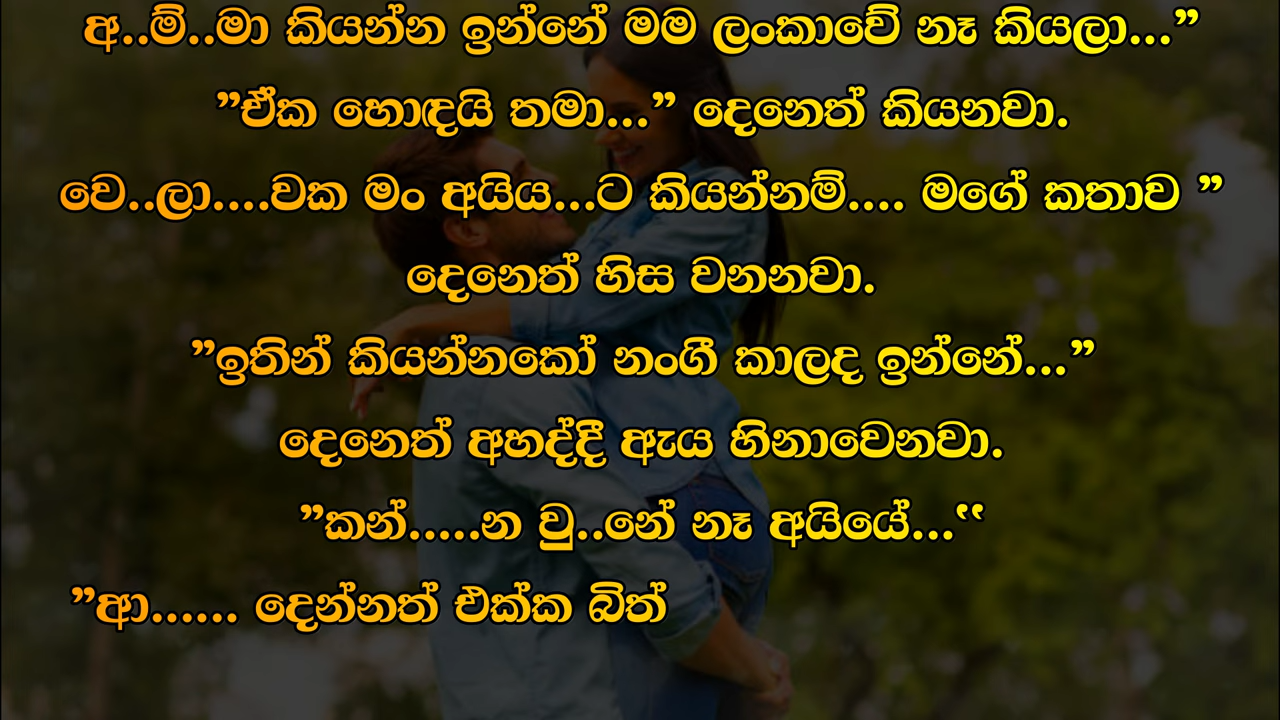 අ..ම්..මා කියන්න ඉන්නේ මම ලංකාවේ නෑ කියලා...”
”ඒක හොඳයි තමා...” දෙනෙත් කියනවා.
වෙ..ලා....වක මං අයිය...ට කියන්නම්.... මගේ කතාව ”
දෙනෙත් හිස වනනවා.
”ඉතින් කියන්නකෝ නංගී කාලද ඉන්නේ...”
දෙනෙත් අහද්දී ඇය හිනාවෙනවා.
”කන්.....න වු..නේ නෑ අයියේ...‟
”ආ...... දෙන්නත් එක්ක බිත්